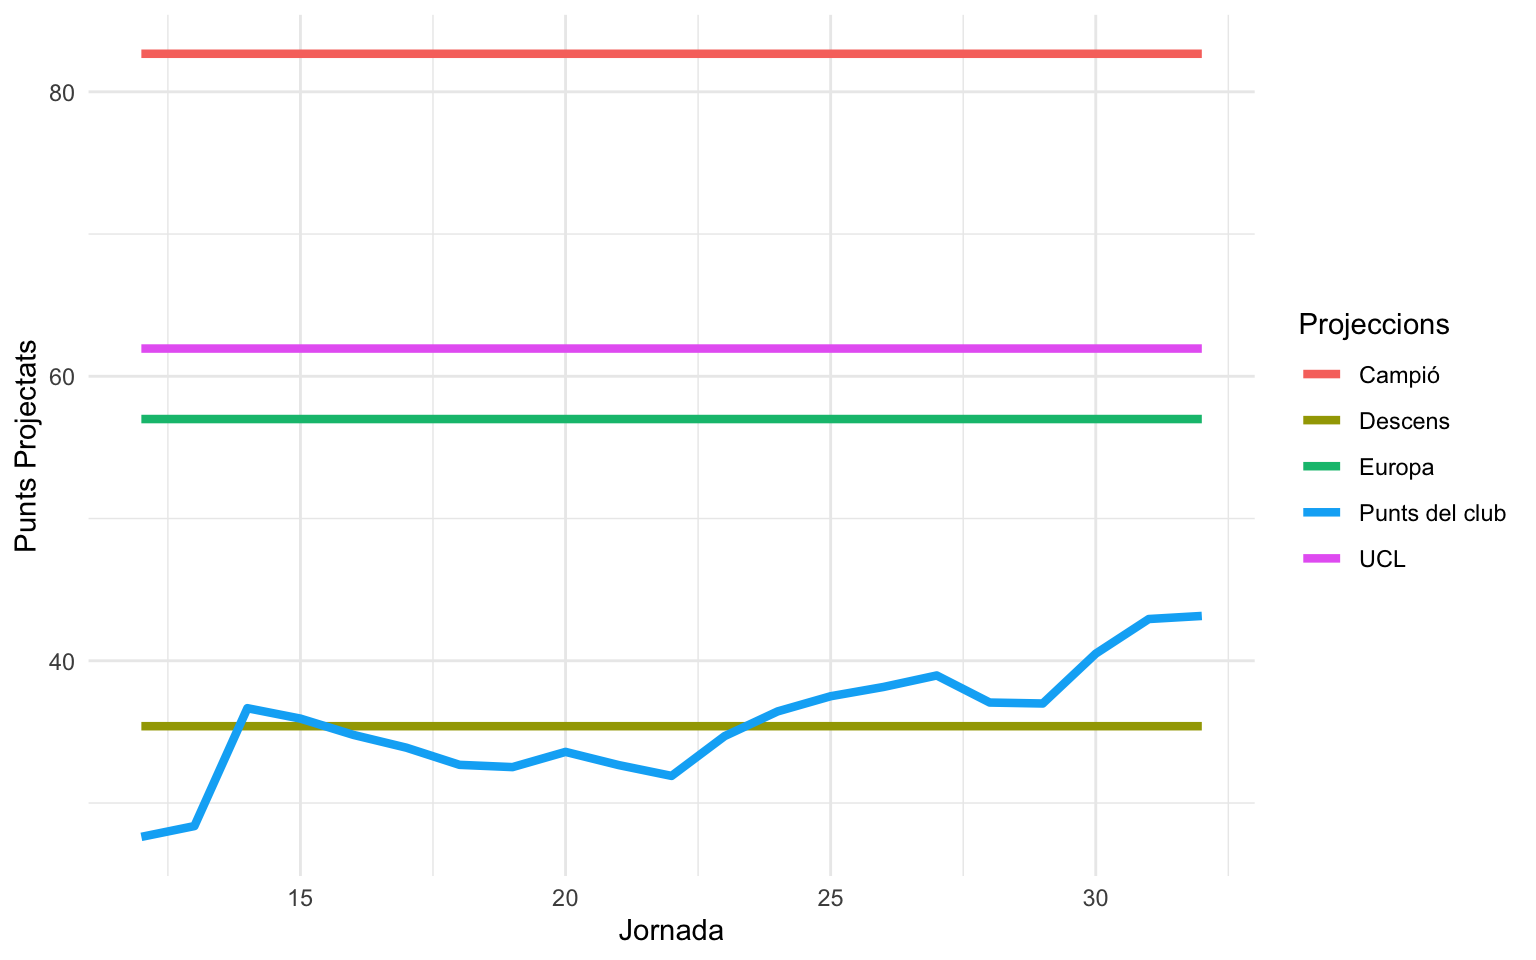 Punts Projectats
80
60
40
15
20
25
30
Jornada
Projeccions
Campió
Descens
Europa
Punts del club
UCL